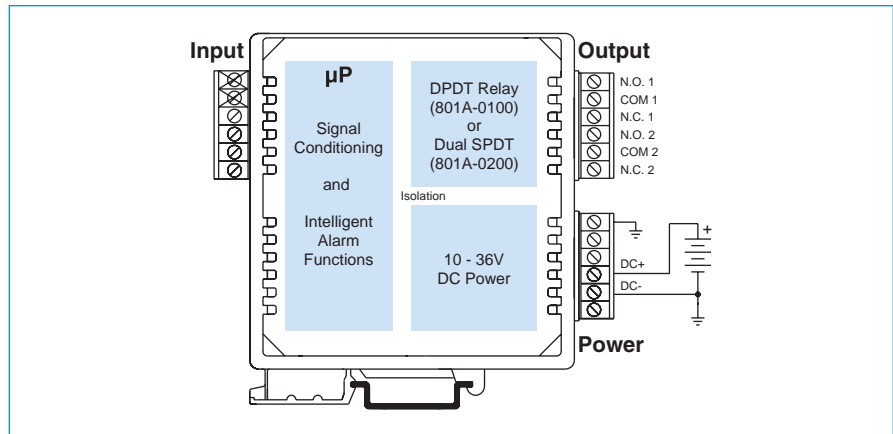 Input
Output
µP
Signal
Conditioning
and
Intelligent
Alarm
Functions
DPDT Relay
(801A-0100)
or
Dual SPDT
(801A-0200)
Isolation
10 - 36V
DC Power
N.O. 1
COM 1
N.C. 1
N.O. 2
COM 2
N.C. 2
+
DC+
DC-
Power